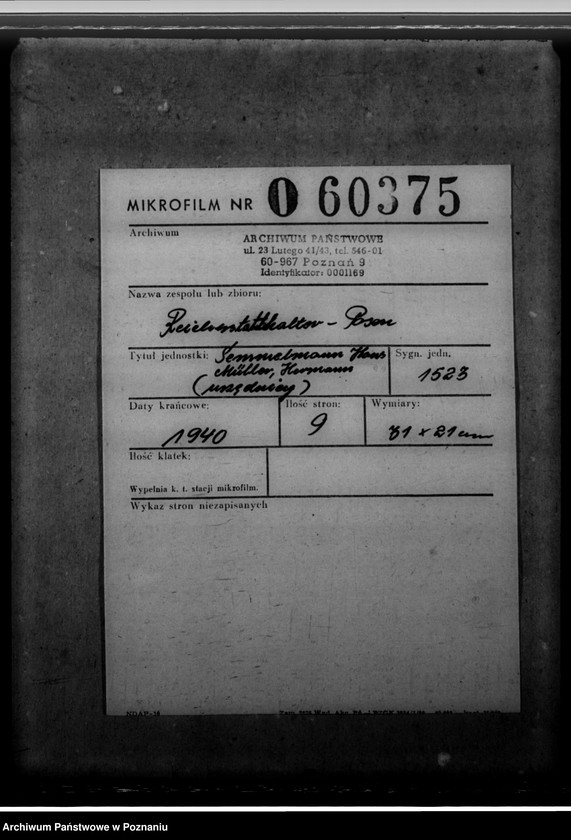 MIKROFILM NR 0 60375
Archiwum
ARCHIWUM PAŃSTWOWE
ul. 23 Lutego 41/43, tel. 546-01
60-967 Poznań 9
Identyfikator: 0001169
Nazwa zespołu lub zbioru:
Reichsstatthalter - Posen
Tytuł jednostki: Semmelmann Hans
Müller, Hermann
(urzędnicy)
Sygn. jedn.
1523
Daty krańcowe:
1940
Ilość stron:
9
Wymiary:
31 x 21 cm
Ilość klatek:
Wypełnia k. t. stacji mikrofilm.
Wykaz stron niezapisanych
NDAP-14
Archiwum Państwowe w Poznaniu